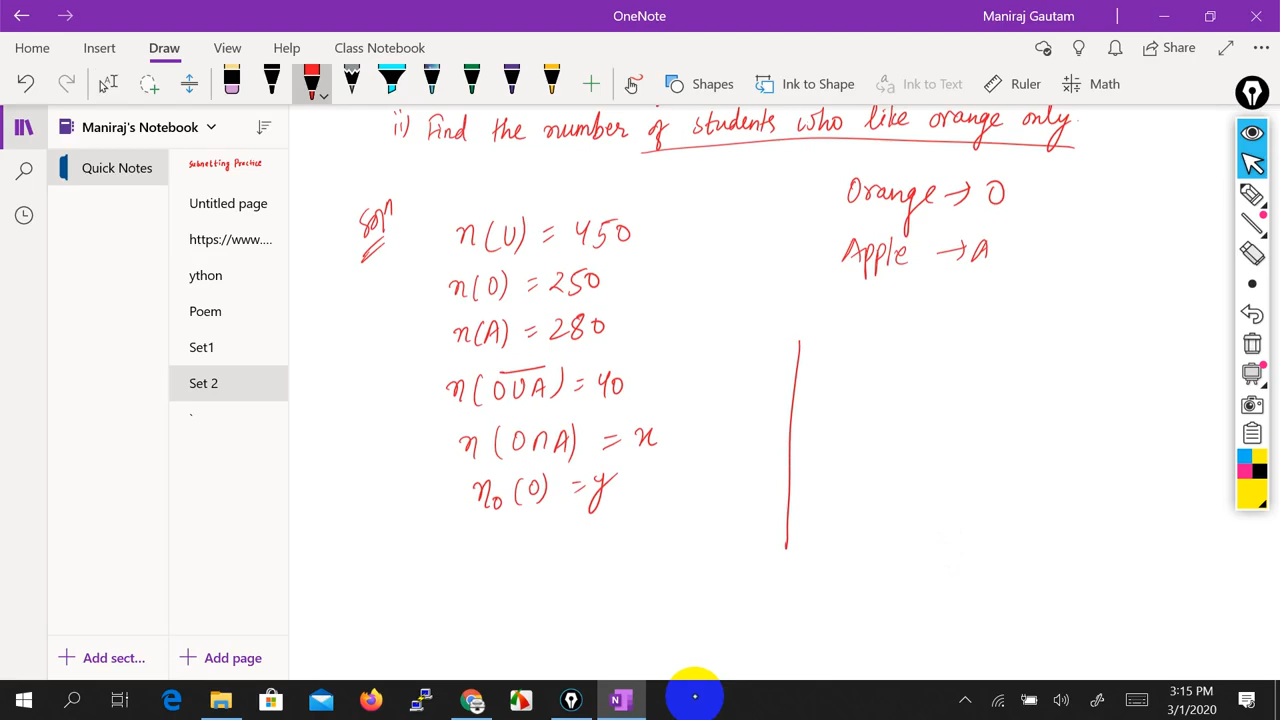 OneNote
Maniraj Gautam
Home Insert Draw View Help Class Notebook
Share
Shapes Ink to Shape Ink to Text Ruler Math
Maniraj's Notebook
Quick Notes
Subnetting Practice
Untitled page
https://www....
ython
Poem
Set1
Set 2
`
ii) Find the number of students who like orange only.
Orange → O
Apple → A
Soln
n(U) = 450
n(O) = 250
n(A) = 280
n(O̅U̅A̅) = 40
n(O∩A) = x
n₀(O) = y
Add sect... Add page
3:15 PM
3/1/2020